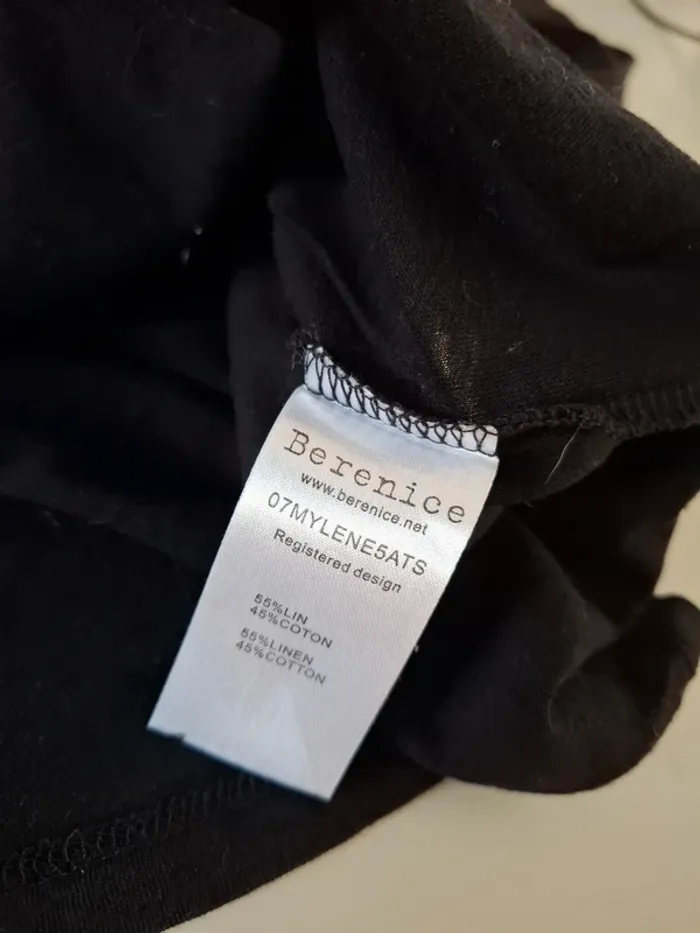 Berenice
www.berenice.net
07MYLENE5ATS
Registered design
55%LIN
45%COTON
55%LINEN
45%COTTON